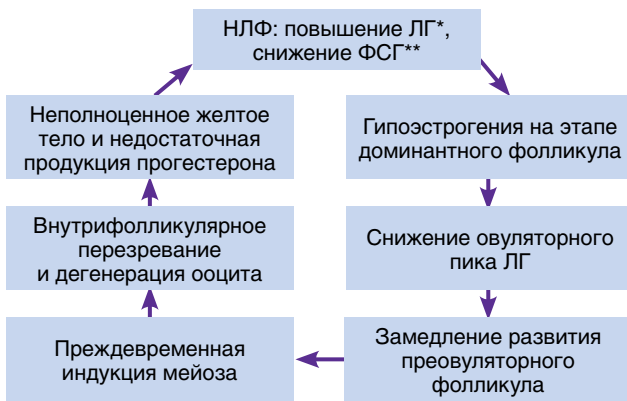 НЛФ: повышение ЛГ*,
снижение ФСГ**
Гипоэстрогения на этапе
доминантного фолликула
Снижение овуляторного
пика ЛГ
Замедление развития
преовуляторного
фолликула
Преждевременная
индукция мейоза
Внутрифолликулярное
перезревание
и дегенерация ооцита
Неполноценное желтое
тело и недостаточная
продукция прогестерона